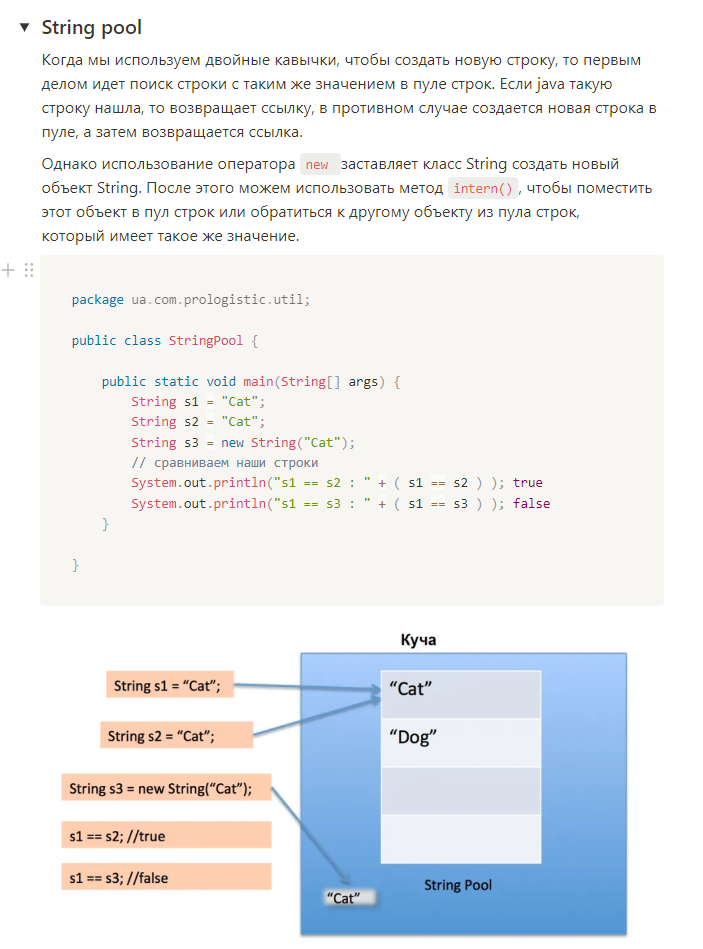 String pool
Когда мы используем двойные кавычки, чтобы создать новую строку, то первым
делом идет поиск строки с таким же значением в пуле строк. Если java такую
строку нашла, то возвращает ссылку, в противном случае создается новая строка в
пуле, а затем возвращается ссылка.
Однако использование оператора new заставляет класс String создать новый
объект String. После этого можем использовать метод intern(), чтобы поместить
этот объект в пул строк или обратиться к другому объекту из пула строк,
который имеет такое же значение.
package ua.com.prologistic.util;
public class StringPool {
public static void main(String[] args) {
String s1 = "Cat";
String s2 = "Cat";
String s3 = new String("Cat");
// сравниваем наши строки
System.out.println("s1 == s2 : " + ( s1 == s2 ) ); true
System.out.println("s1 == s3 : " + ( s1 == s3 ) ); false
}
}
Куча
String s1 = “Cat”;
“Cat”
String s2 = “Cat”;
“Dog”
String s3 = new String(“Cat”);
s1 == s2; //true
s1 == s3; //false
String Pool
“Cat”